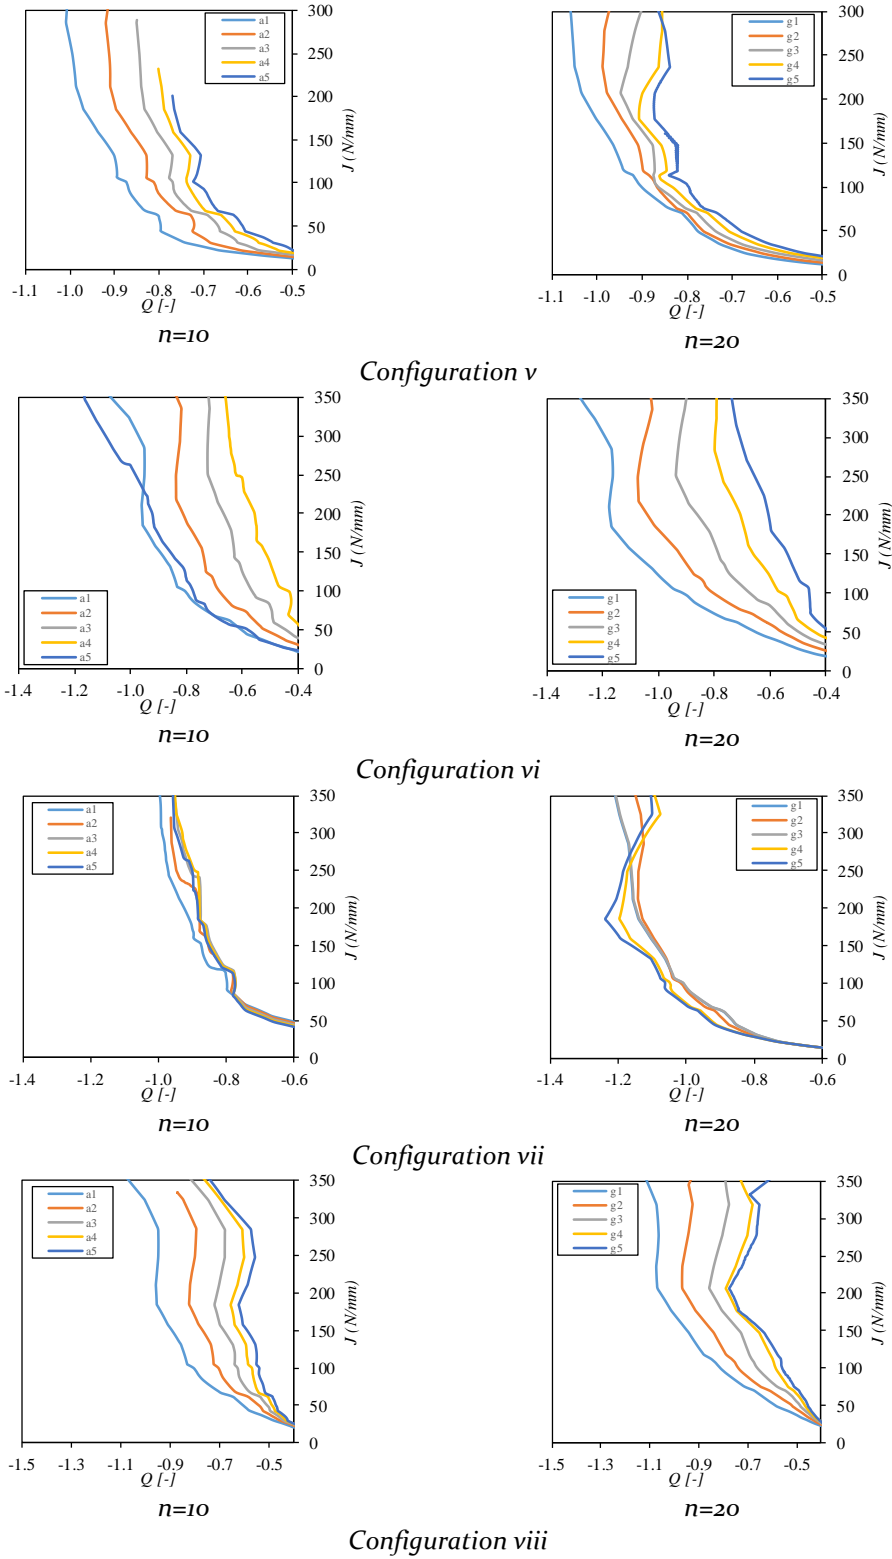 300
250
200
150
100
50
0
J (N/mm)
a1
a2
a3
a4
a5
-1.1 -1.0 -0.9 -0.8 -0.7 -0.6 -0.5
Q [-]
n=10
300
250
200
150
100
50
0
J (N/mm)
g1
g2
g3
g4
g5
-1.1 -1.0 -0.9 -0.8 -0.7 -0.6 -0.5
Q [-]
n=20
Configuration v
350
300
250
200
150
100
50
0
J (N/mm)
a1
a2
a3
a4
a5
-1.4 -1.2 -1.0 -0.8 -0.6 -0.4
Q [-]
n=10
350
300
250
200
150
100
50
0
J (N/mm)
g1
g2
g3
g4
g5
-1.4 -1.2 -1.0 -0.8 -0.6 -0.4
Q [-]
n=20
Configuration vi
350
300
250
200
150
100
50
0
J (N/mm)
a1
a2
a3
a4
a5
-1.4 -1.2 -1.0 -0.8 -0.6
Q [-]
n=10
350
300
250
200
150
100
50
0
J (N/mm)
g1
g2
g3
g4
g5
-1.4 -1.2 -1.0 -0.8 -0.6
Q [-]
n=20
Configuration vii
350
300
250
200
150
100
50
0
J (N/mm)
a1
a2
a3
a4
a5
-1.5 -1.3 -1.1 -0.9 -0.7 -0.5
Q [-]
n=10
350
300
250
200
150
100
50
0
J (N/mm)
g1
g2
g3
g4
g5
-1.5 -1.3 -1.1 -0.9 -0.7 -0.5
Q [-]
n=20
Configuration viii